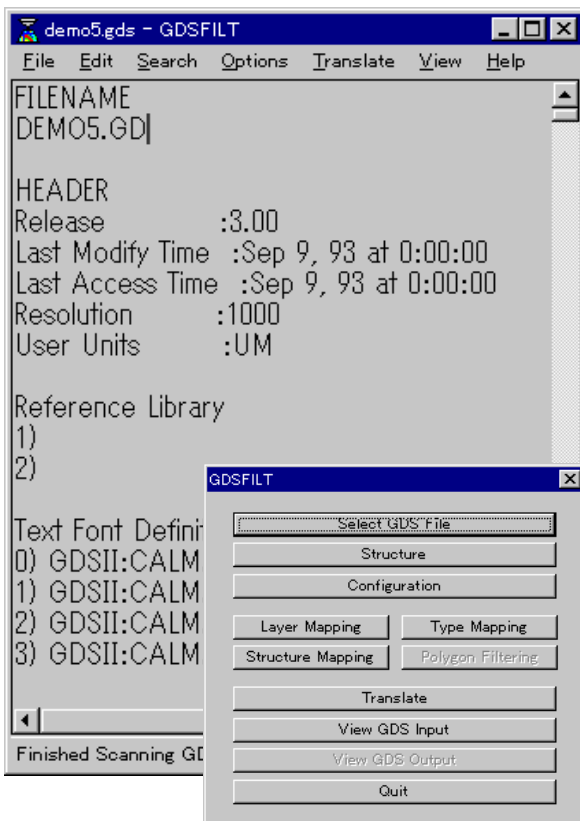 demo5.gds - GDSFILT
File Edit Search Options Translate View Help
FILENAME
DEMO5.GD
HEADER
Release :3.00
Last Modify Time :Sep 9, 93 at 0:00:00
Last Access Time :Sep 9, 93 at 0:00:00
Resolution :1000
User Units :UM
Reference Library
1)
2)
Text Font Definit
0) GDSII:CALM
1) GDSII:CALM
2) GDSII:CALM
3) GDSII:CALM
Finished Scanning GD
GDSFILT
Select GDS File
Structure
Configuration
Layer Mapping Type Mapping
Structure Mapping Polygon Filtering
Translate
View GDS Input
View GDS Output
Quit